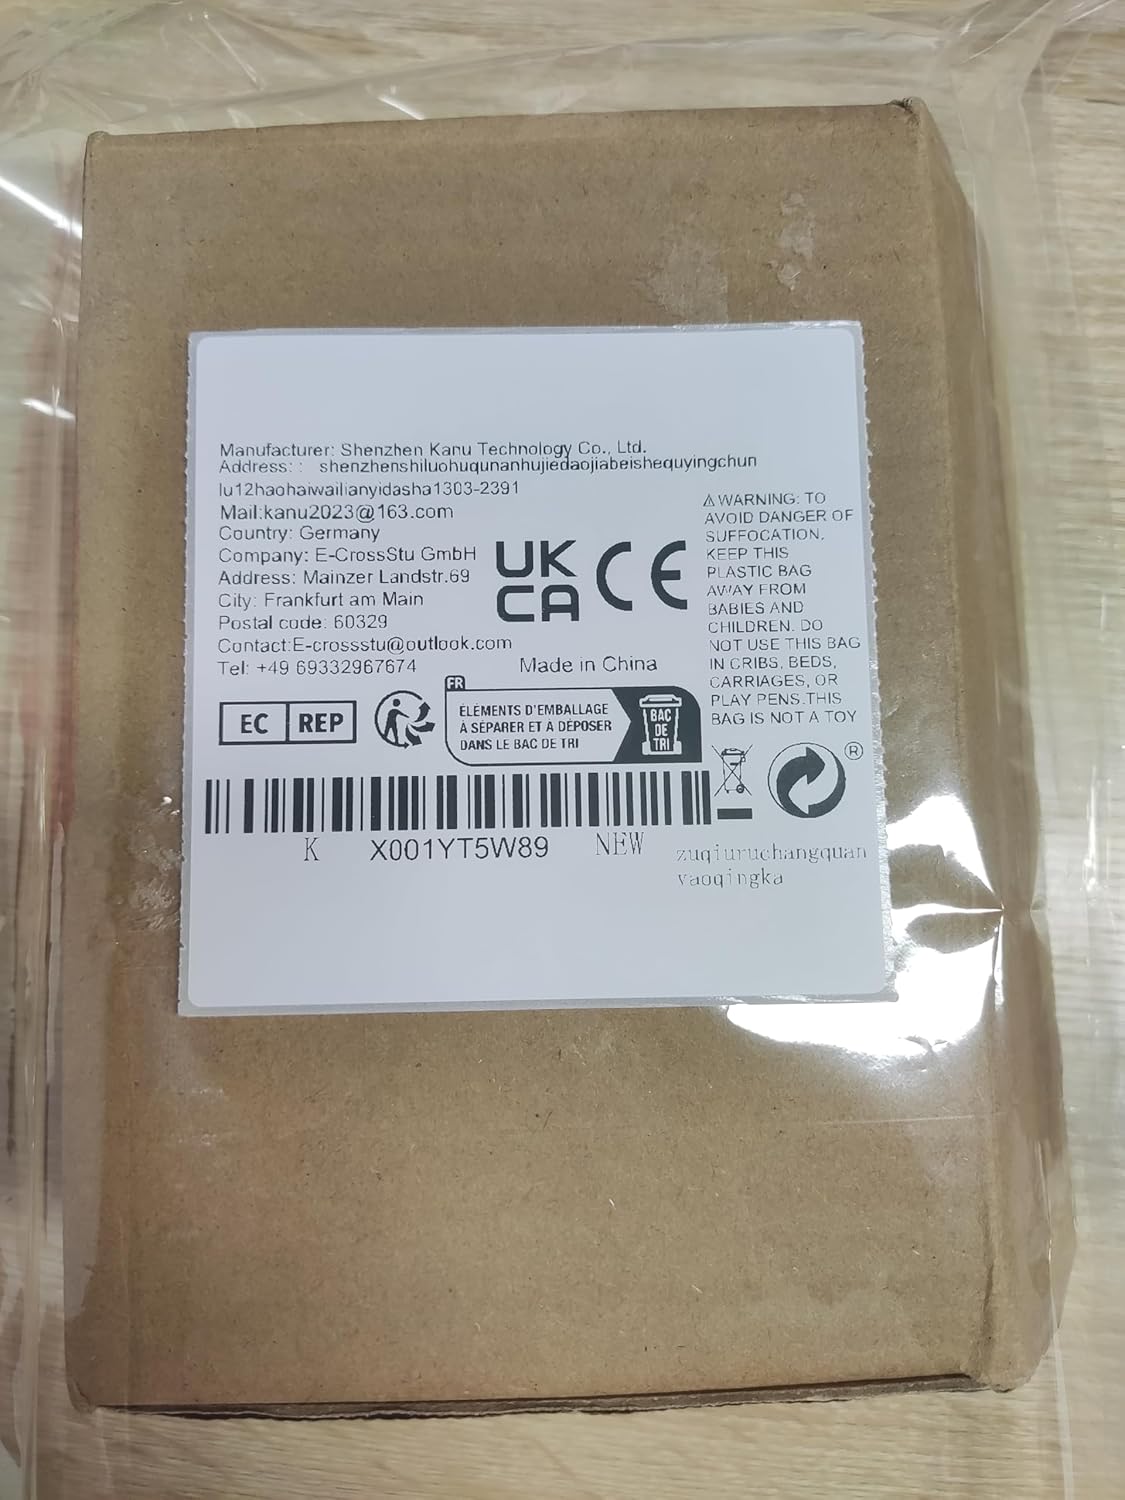 Manufacturer: Shenzhen Kanu Technology Co., Ltd.
Address: : shenzhenshiluohuqunanhujiedaojiabeishequyingchun
lu12haohaiwailianyidasha1303-2391
Mail:kanu2023@163.com
Country: Germany
Company: E-CrossStu GmbH
Address: Mainzer Landstr.69
City: Frankfurt am Main
Postal code: 60329
Contact:E-crossstu@outlook.com
Tel: +49 69332967674
UK
CA
CE
Made in China
⚠WARNING: TO
AVOID DANGER OF
SUFFOCATION,
KEEP THIS
PLASTIC BAG
AWAY FROM
BABIES AND
CHILDREN. DO
NOT USE THIS BAG
IN CRIBS, BEDS,
CARRIAGES, OR
PLAY PENS.THIS
BAG IS NOT A TOY
EC REP
FR
ÉLÉMENTS D'EMBALLAGE
À SÉPARER ET À DÉPOSER
DANS LE BAC DE TRI
BAC
DE
TRI
®
K X001YT5W89 NEW
zuqiuruchangquan
yaoqingka